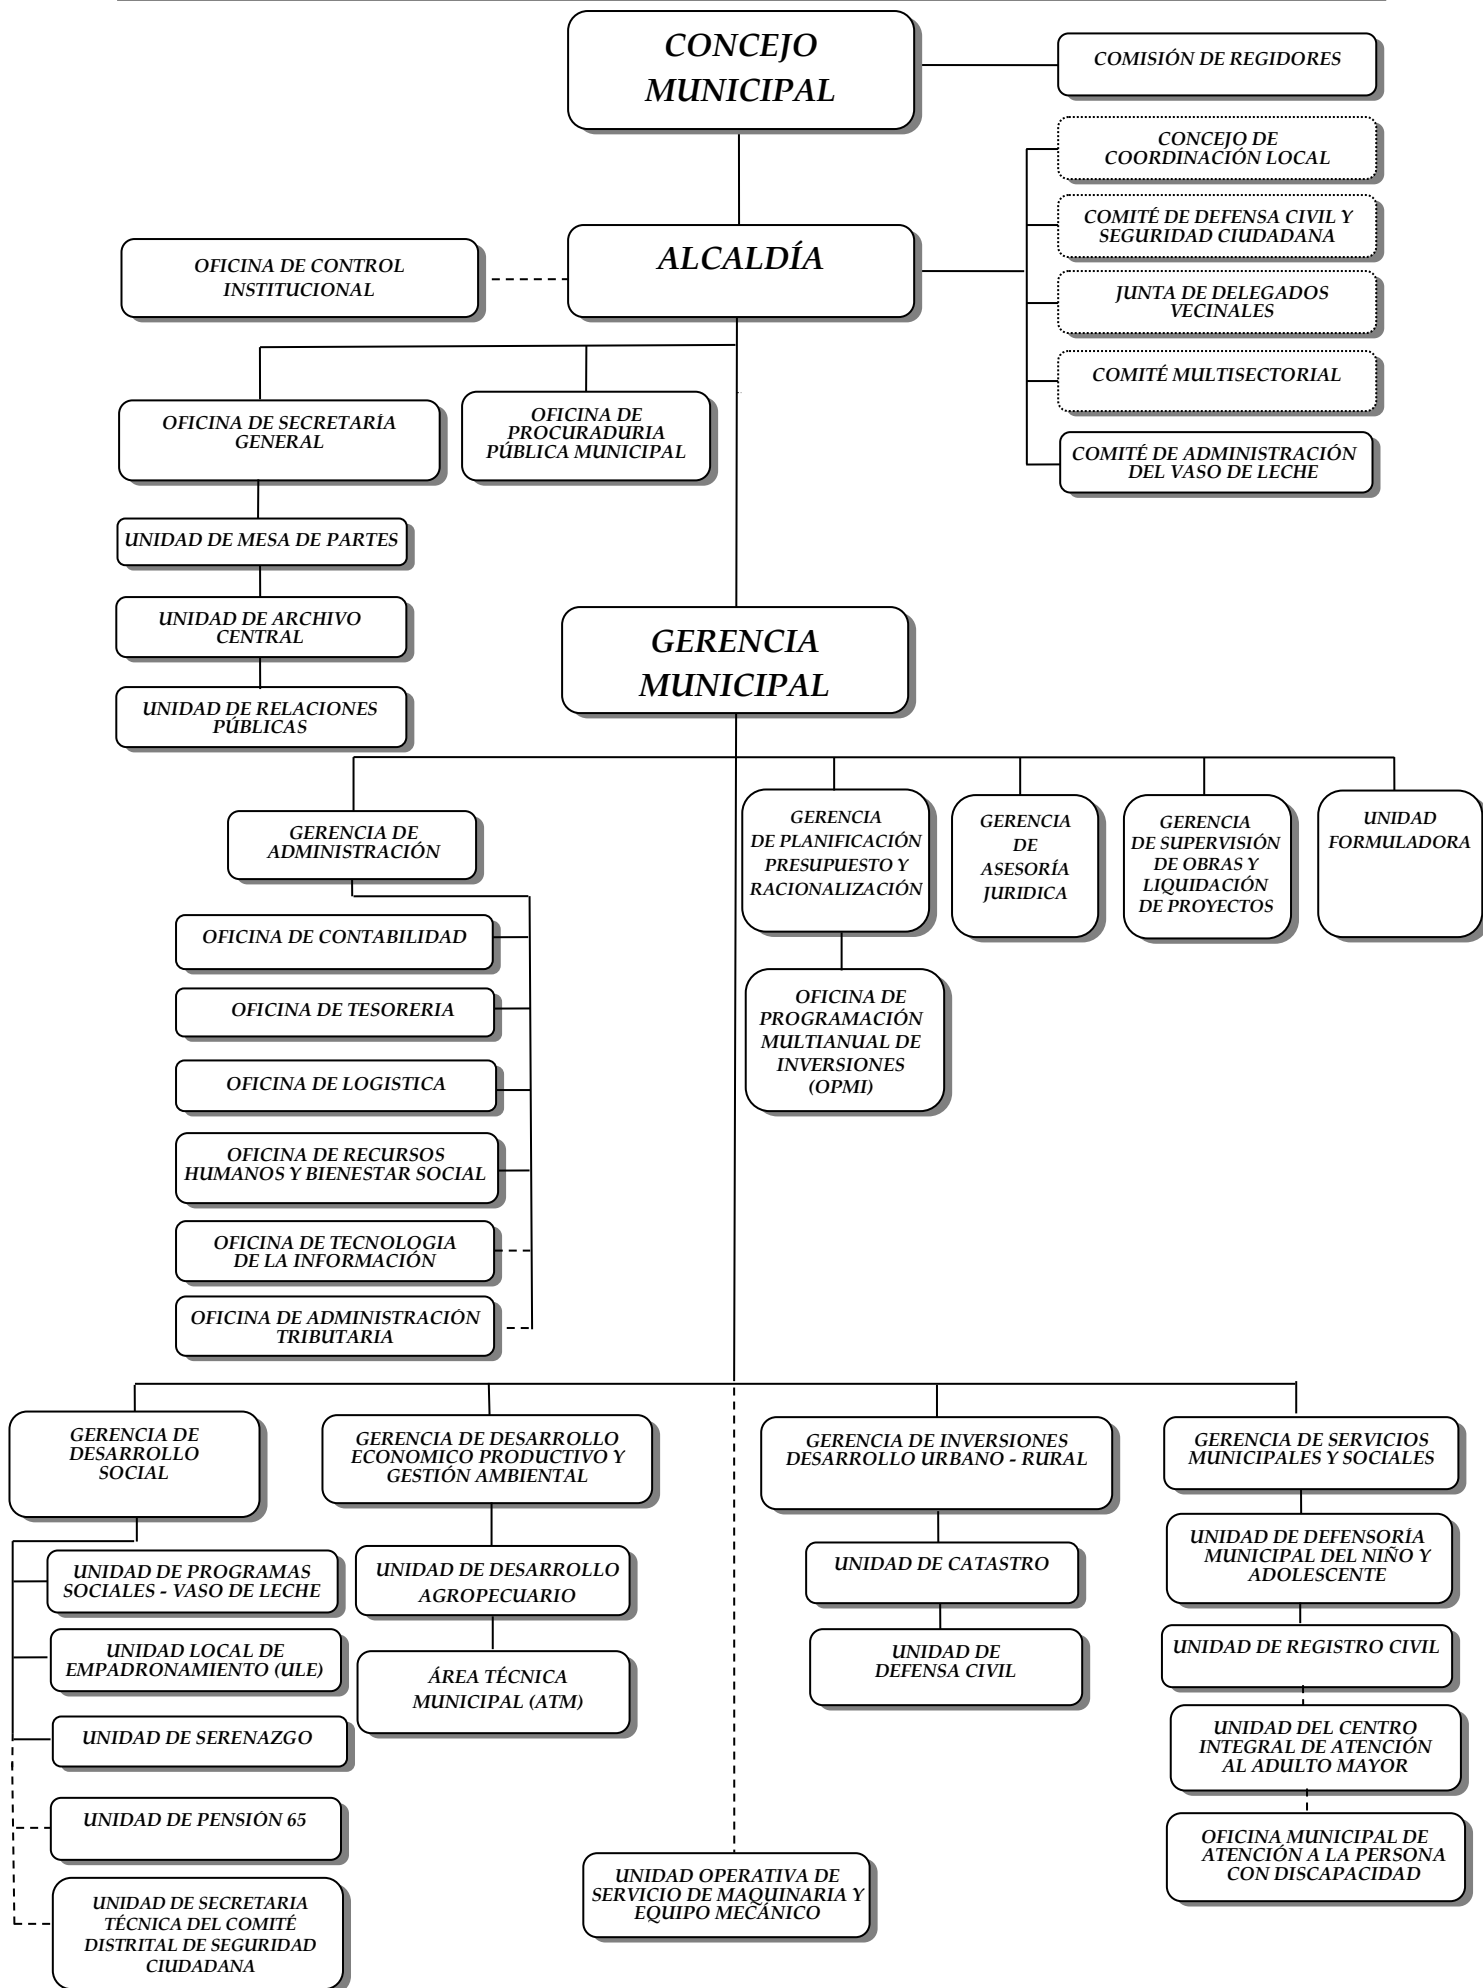 CONCEJO
MUNICIPAL
COMISIÓN DE REGIDORES
CONCEJO DE
COORDINACIÓN LOCAL
COMITÉ DE DEFENSA CIVIL Y
SEGURIDAD CIUDADANA
JUNTA DE DELEGADOS
VECINALES
COMITÉ MULTISECTORIAL
COMITÉ DE ADMINISTRACIÓN
DEL VASO DE LECHE
ALCALDÍA
OFICINA DE CONTROL
INSTITUCIONAL
OFICINA DE SECRETARÍA
GENERAL
OFICINA DE
PROCURADURIA
PÚBLICA MUNICIPAL
UNIDAD DE MESA DE PARTES
UNIDAD DE ARCHIVO
CENTRAL
UNIDAD DE RELACIONES
PÚBLICAS
GERENCIA
MUNICIPAL
GERENCIA DE
ADMINISTRACIÓN
GERENCIA
DE PLANIFICACIÓN
PRESUPUESTO Y
RACIONALIZACIÓN
GERENCIA
DE
ASESORÍA
JURIDICA
GERENCIA
DE SUPERVISIÓN
DE OBRAS Y
LIQUIDACIÓN
DE PROYECTOS
UNIDAD
FORMULADORA
OFICINA DE CONTABILIDAD
OFICINA DE TESORERIA
OFICINA DE LOGISTICA
OFICINA DE RECURSOS
HUMANOS Y BIENESTAR SOCIAL
OFICINA DE TECNOLOGIA
DE LA INFORMACIÓN
OFICINA DE ADMINISTRACIÓN
TRIBUTARIA
OFICINA DE
PROGRAMACIÓN
MULTIANUAL DE
INVERSIONES
(OPMI)
GERENCIA DE
DESARROLLO
SOCIAL
GERENCIA DE DESARROLLO
ECONOMICO PRODUCTIVO Y
GESTIÓN AMBIENTAL
GERENCIA DE INVERSIONES
DESARROLLO URBANO - RURAL
GERENCIA DE SERVICIOS
MUNICIPALES Y SOCIALES
UNIDAD DE PROGRAMAS
SOCIALES - VASO DE LECHE
UNIDAD LOCAL DE
EMPADRONAMIENTO (ULE)
UNIDAD DE SERENAZGO
UNIDAD DE PENSIÓN 65
UNIDAD DE SECRETARIA
TÉCNICA DEL COMITÉ
DISTRITAL DE SEGURIDAD
CIUDADANA
UNIDAD DE DESARROLLO
AGROPECUARIO
ÁREA TÉCNICA
MUNICIPAL (ATM)
UNIDAD OPERATIVA DE
SERVICIO DE MAQUINARIA Y
EQUIPO MECÁNICO
UNIDAD DE CATASTRO
UNIDAD DE
DEFENSA CIVIL
UNIDAD DE DEFENSORÍA
MUNICIPAL DEL NIÑO Y
ADOLESCENTE
UNIDAD DE REGISTRO CIVIL
UNIDAD DEL CENTRO
INTEGRAL DE ATENCIÓN
AL ADULTO MAYOR
OFICINA MUNICIPAL DE
ATENCIÓN A LA PERSONA
CON DISCAPACIDAD